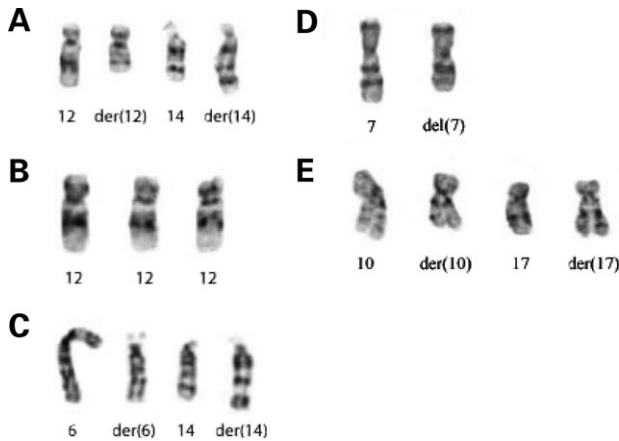 A
12 der(12) 14 der(14)
B
12 12 12
C
6 der(6) 14 der(14)
D
7 del(7)
E
10 der(10) 17 der(17)